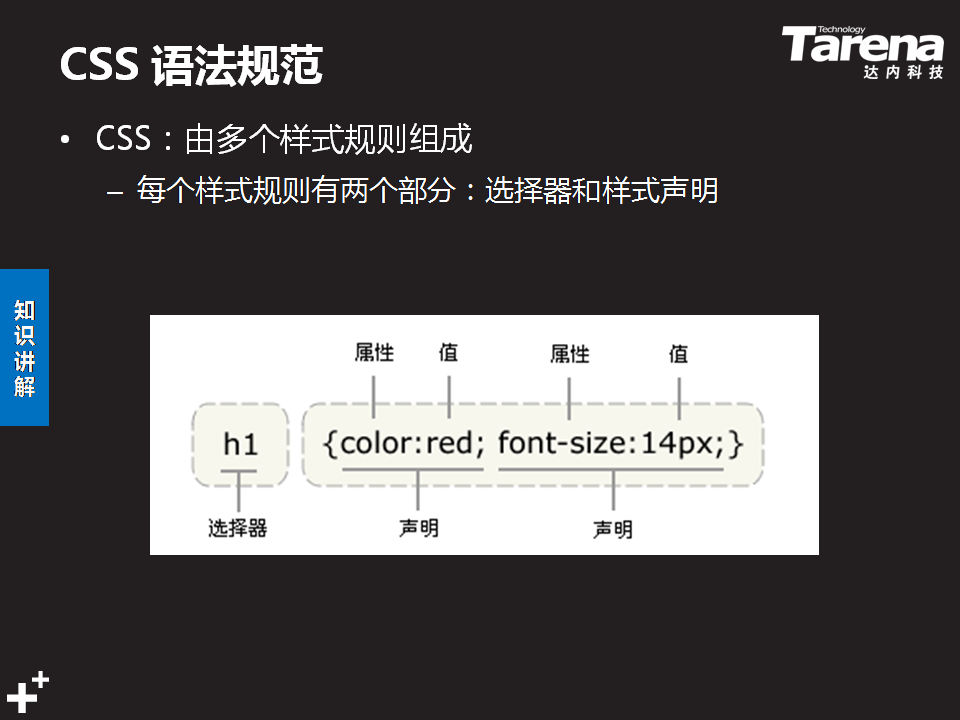 CSS 语法规范
Technology
Tarena
达内科技
• CSS：由多个样式规则组成
– 每个样式规则有两个部分：选择器和样式声明
知识讲解
属性 值 属性 值
h1 {color:red; font-size:14px;}
选择器 声明 声明